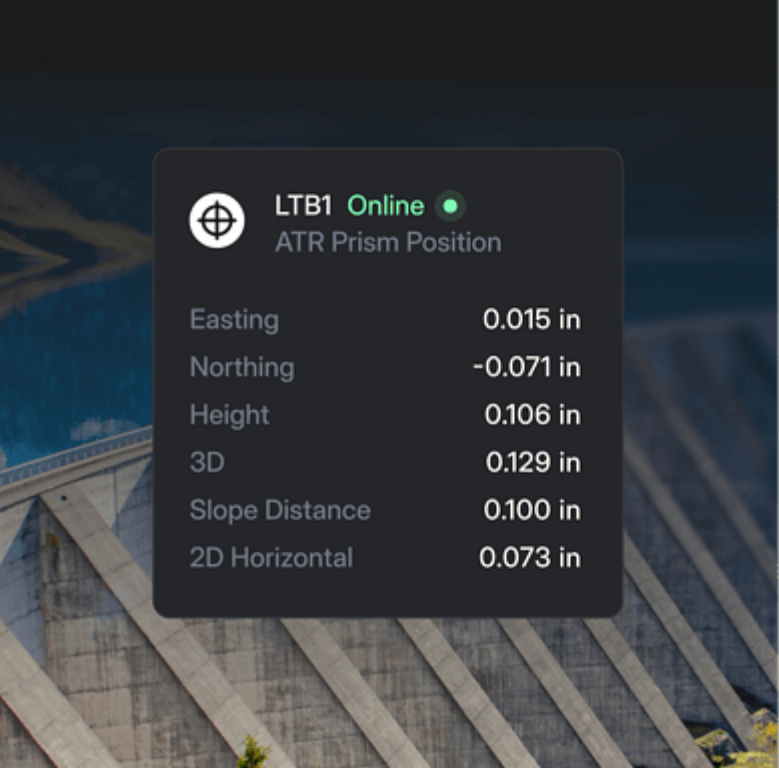 LTB1 Online
ATR Prism Position
Easting 0.015 in
Northing -0.071 in
Height 0.106 in
3D 0.129 in
Slope Distance 0.100 in
2D Horizontal 0.073 in